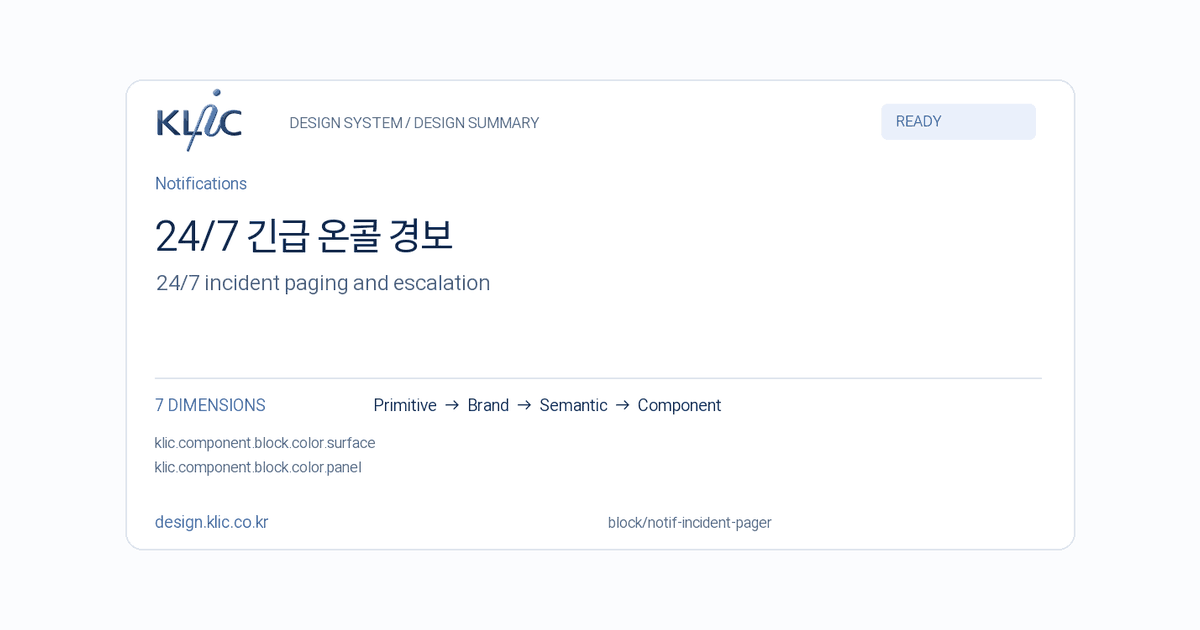 KLiC
DESIGN SYSTEM / DESIGN SUMMARY
READY
Notifications
24/7 긴급 온콜 경보
24/7 incident paging and escalation
7 DIMENSIONS
Primitive → Brand → Semantic → Component
klic.component.block.color.surface
klic.component.block.color.panel
design.klic.co.kr
block/notif-incident-pager